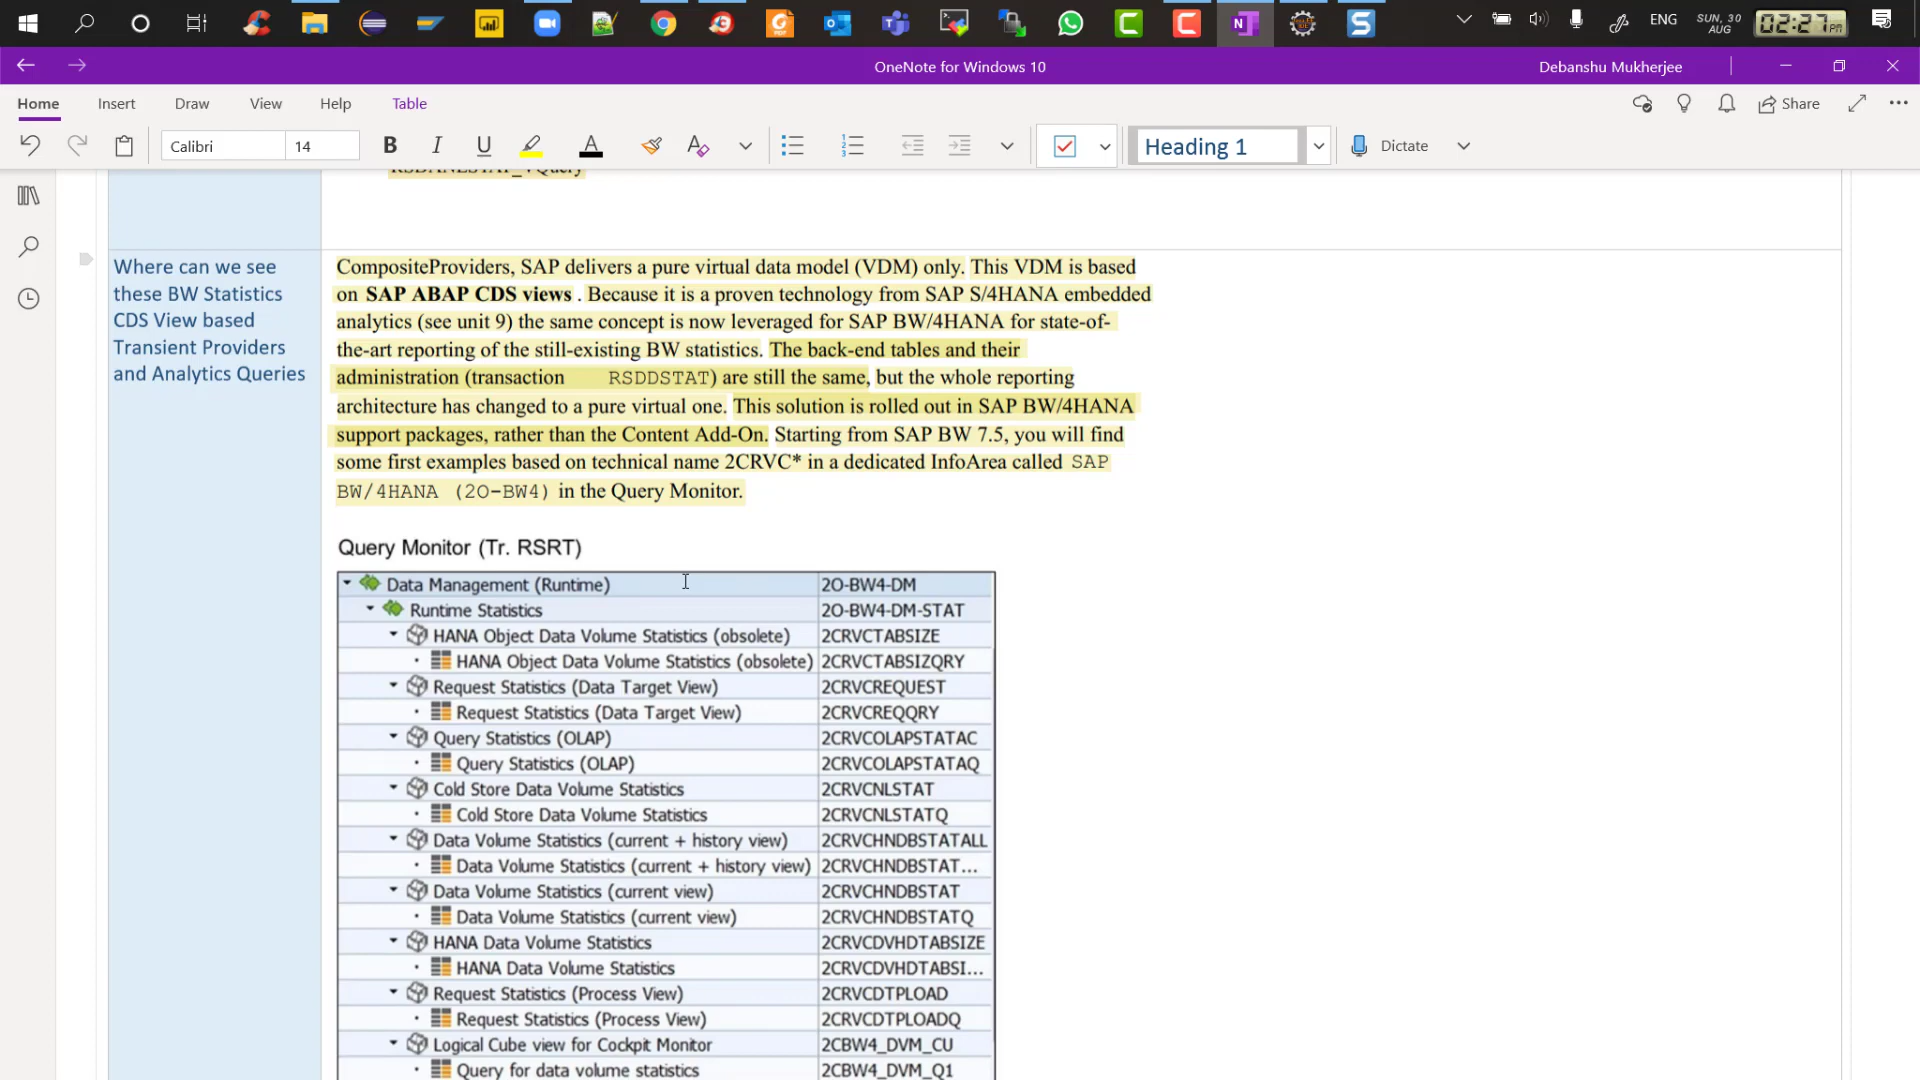 ENG
SUN, 30
AUG
02:27PM
OneNote for Windows 10
Debanshu Mukherjee
Home
Insert
Draw
View
Help
Table
Share
Calibri
14
B
I
U
A
Heading 1
Dictate
RSDANLSTAT_VQuery
Where can we see
these BW Statistics
CDS View based
Transient Providers
and Analytics Queries
CompositeProviders, SAP delivers a pure virtual data model (VDM) only. This VDM is based
on SAP ABAP CDS views . Because it is a proven technology from SAP S/4HANA embedded
analytics (see unit 9) the same concept is now leveraged for SAP BW/4HANA for state-of-
the-art reporting of the still-existing BW statistics. The back-end tables and their
administration (transaction RSDDSTAT) are still the same, but the whole reporting
architecture has changed to a pure virtual one. This solution is rolled out in SAP BW/4HANA
support packages, rather than the Content Add-On. Starting from SAP BW 7.5, you will find
some first examples based on technical name 2CRVC* in a dedicated InfoArea called SAP
BW/4HANA (2O-BW4) in the Query Monitor.
Query Monitor (Tr. RSRT)
Data Management (Runtime) 2O-BW4-DM
Runtime Statistics 2O-BW4-DM-STAT
HANA Object Data Volume Statistics (obsolete) 2CRVCTABSIZE
HANA Object Data Volume Statistics (obsolete) 2CRVCTABSIZQRY
Request Statistics (Data Target View) 2CRVCREQUEST
Request Statistics (Data Target View) 2CRVCREQQRY
Query Statistics (OLAP) 2CRVCOLAPSTATAC
Query Statistics (OLAP) 2CRVCOLAPSTATAQ
Cold Store Data Volume Statistics 2CRVCNLSTAT
Cold Store Data Volume Statistics 2CRVCNLSTATQ
Data Volume Statistics (current + history view) 2CRVCHNDBSTATALL
Data Volume Statistics (current + history view) 2CRVCHNDBSTAT...
Data Volume Statistics (current view) 2CRVCHNDBSTAT
Data Volume Statistics (current view) 2CRVCHNDBSTATQ
HANA Data Volume Statistics 2CRVCDVHDTABSIZE
HANA Data Volume Statistics 2CRVCDVHDTABSI...
Request Statistics (Process View) 2CRVCDTPLOAD
Request Statistics (Process View) 2CRVCDTPLOADQ
Logical Cube view for Cockpit Monitor 2CBW4_DVM_CU
Query for data volume statistics 2CBW4_DVM_Q1